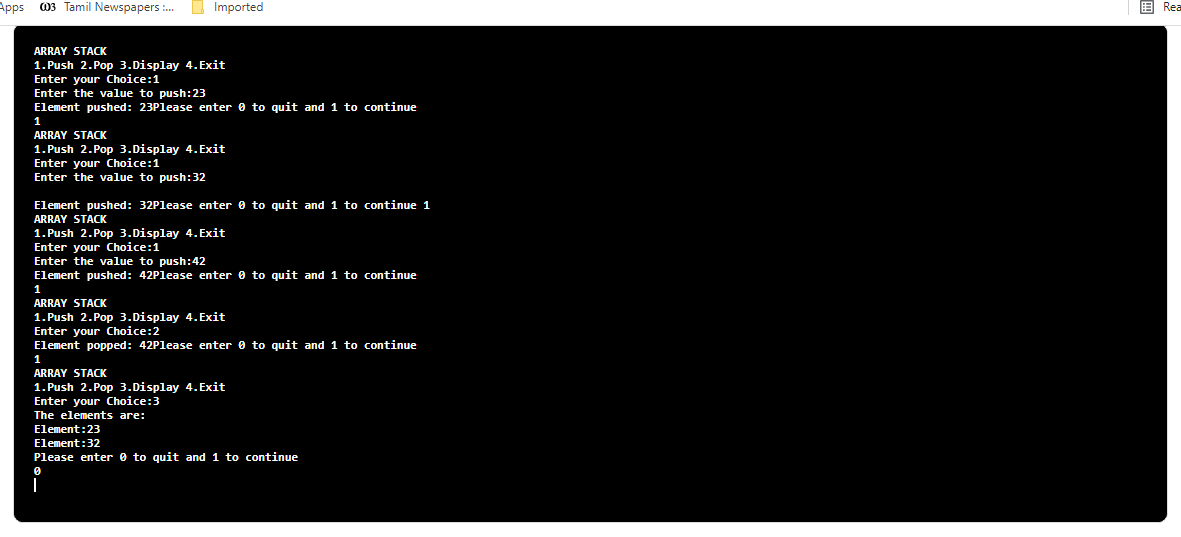 Apps W3 Tamil Newspapers :... Imported Rea
ARRAY STACK
1.Push 2.Pop 3.Display 4.Exit
Enter your Choice:1
Enter the value to push:23
Element pushed: 23Please enter 0 to quit and 1 to continue
1
ARRAY STACK
1.Push 2.Pop 3.Display 4.Exit
Enter your Choice:1
Enter the value to push:32
Element pushed: 32Please enter 0 to quit and 1 to continue 1
ARRAY STACK
1.Push 2.Pop 3.Display 4.Exit
Enter your Choice:1
Enter the value to push:42
Element pushed: 42Please enter 0 to quit and 1 to continue
1
ARRAY STACK
1.Push 2.Pop 3.Display 4.Exit
Enter your Choice:2
Element popped: 42Please enter 0 to quit and 1 to continue
1
ARRAY STACK
1.Push 2.Pop 3.Display 4.Exit
Enter your Choice:3
The elements are:
Element:23
Element:32
Please enter 0 to quit and 1 to continue
0